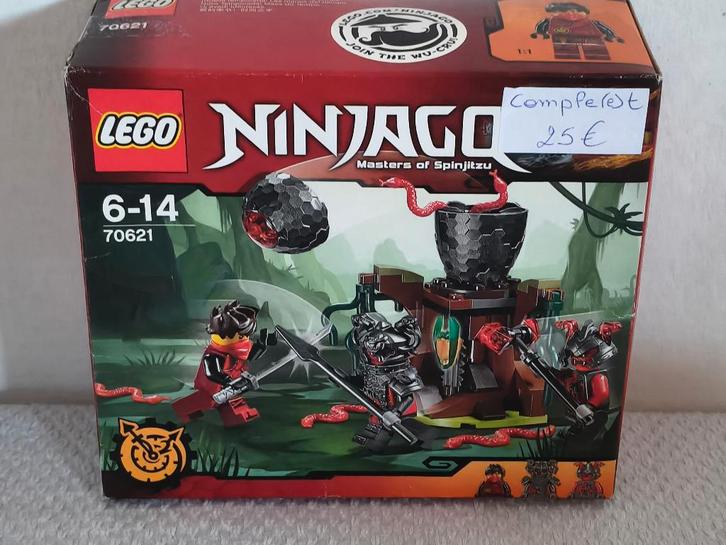 LEGO
70621
LEGO.COM/NINJAGO
JOIN THE WU-CRU!
1:1
LEGO
NINJAGO
Masters of Spinjitzu
comple(e)t
25 €
6-14
70621